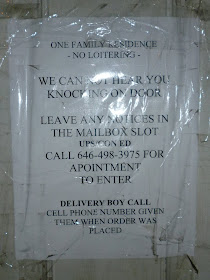 ONE FAMILY RESIDENCE
- NO LOITERING -
WE CAN NOT HEAR YOU
KNOCKING ON DOOR
LEAVE ANY NOTICES IN
THE MAILBOX SLOT
UPS/CON ED
CALL 646-498-3975 FOR
APOINTMENT
TO ENTER
DELIVERY BOY CALL
CELL PHONE NUMBER GIVEN
THEM WHEN ORDER WAS
PLACED